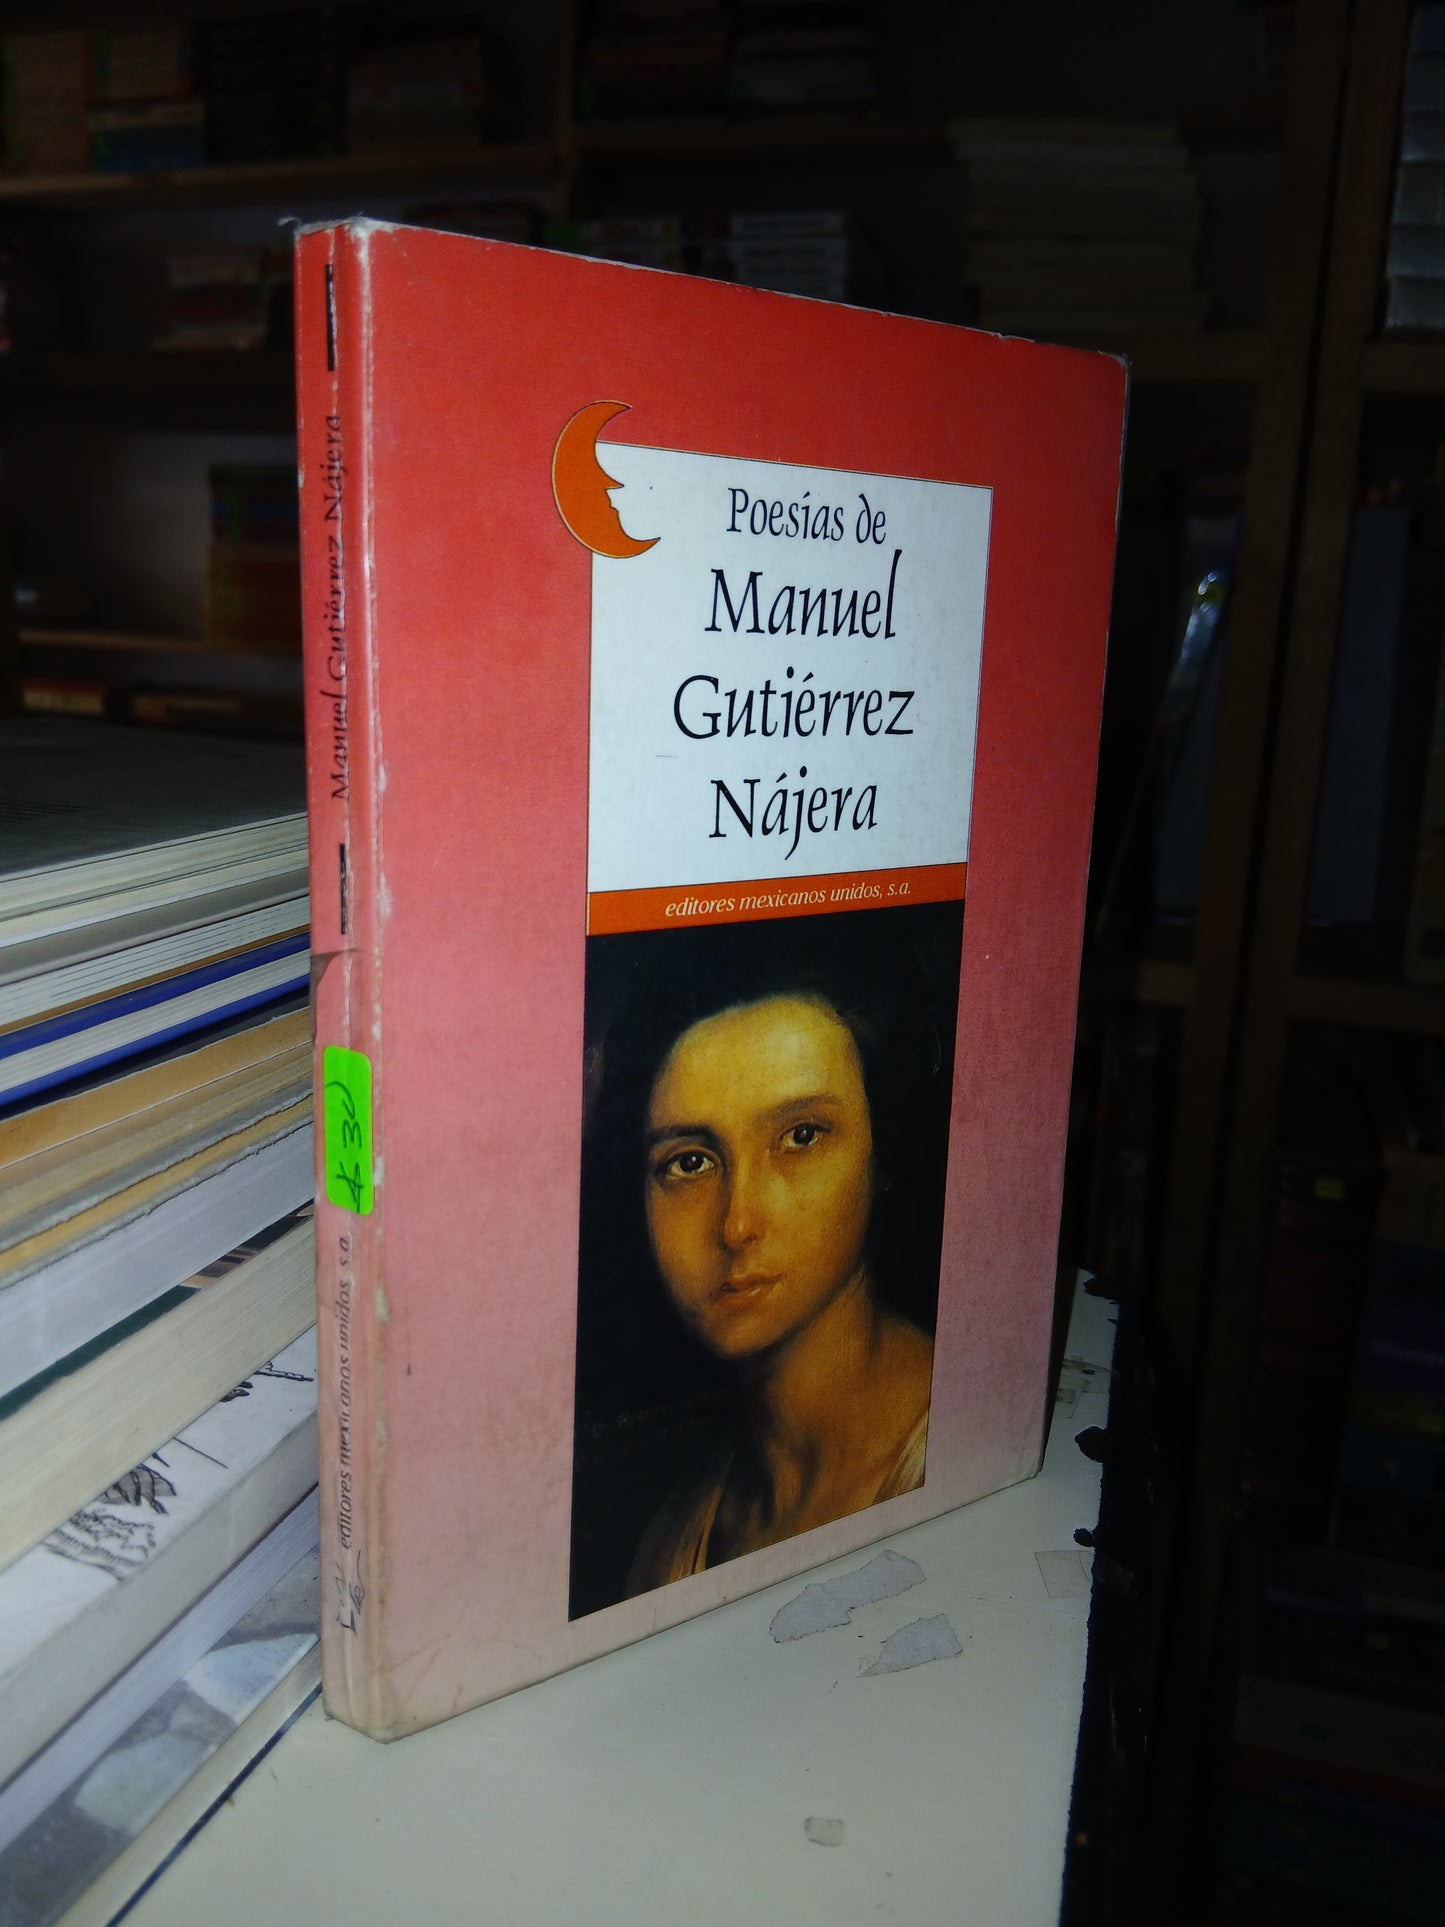 Poesías de
Manuel
Gutiérrez
Nájera
editores mexicanos unidos, s.a.
Manuel Gutiérrez Nájera
$30
editores mexicanos unidos s.a.